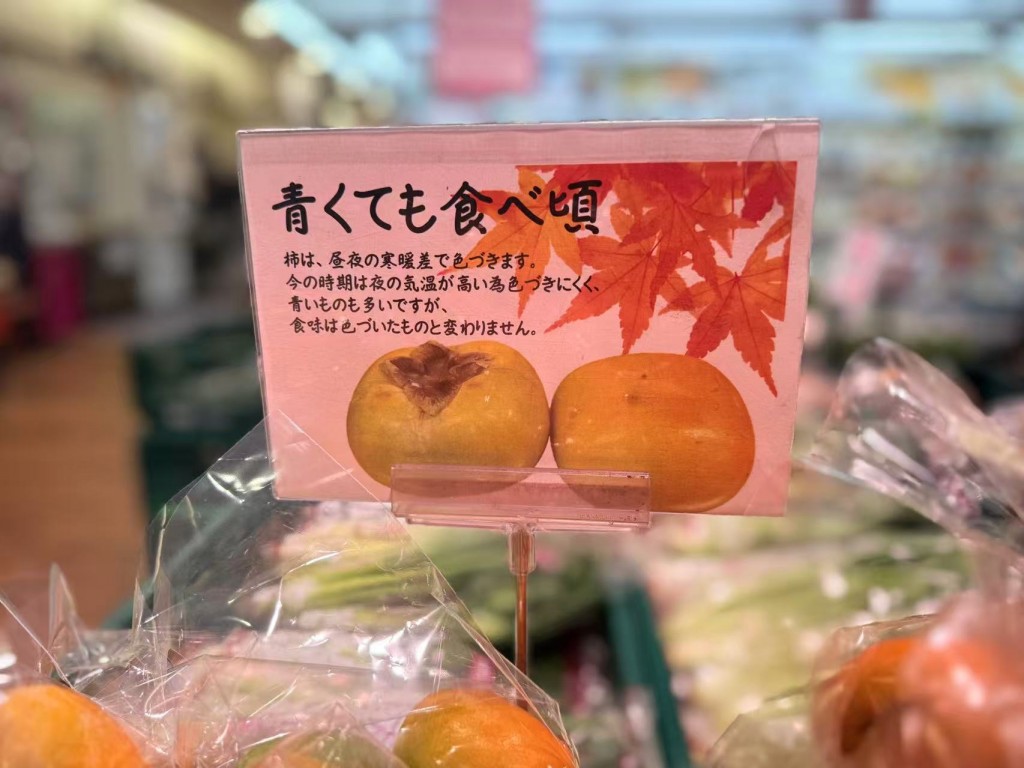 青くても食べ頃
柿は、昼夜の寒暖差で色づきます。
今の時期は夜の気温が高い為色づきにくく、
青いものも多いですが、
食味は色づいたものと変わりません。